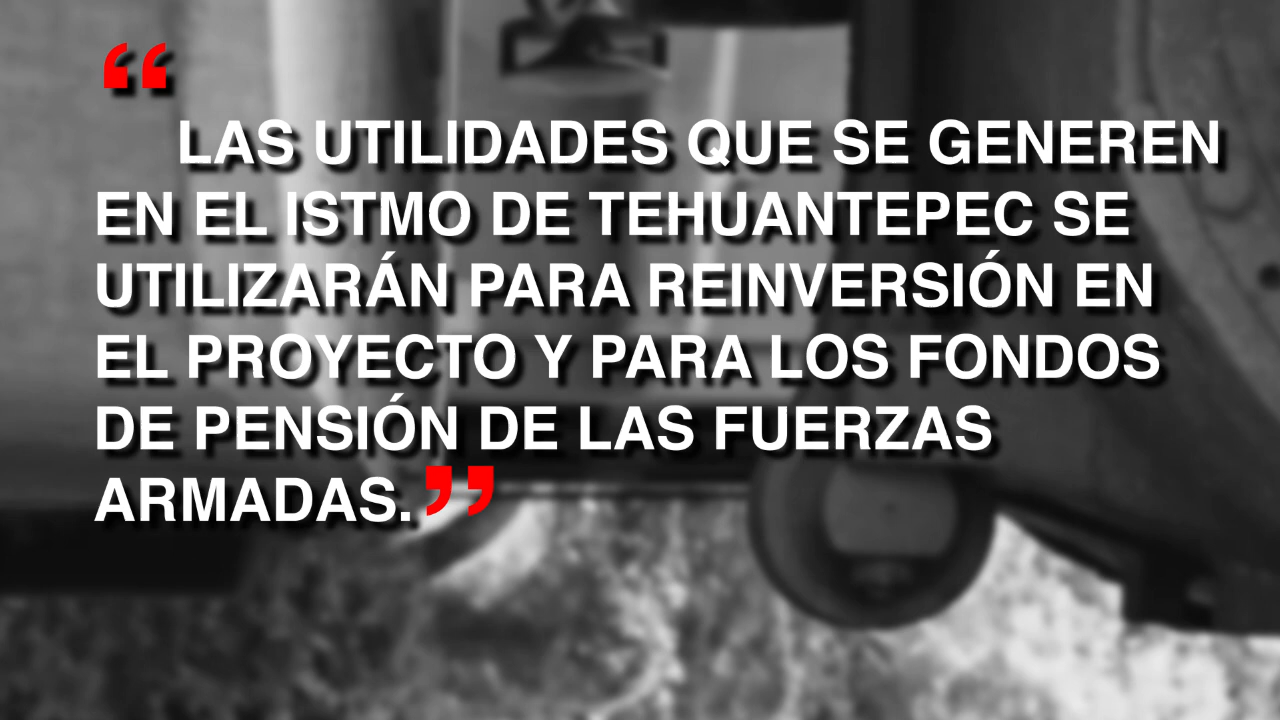 “
LAS UTILIDADES QUE SE GENEREN
EN EL ISTMO DE TEHUANTEPEC SE
UTILIZARÁN PARA REINVERSIÓN EN
EL PROYECTO Y PARA LOS FONDOS
DE PENSIÓN DE LAS FUERZAS
ARMADAS.”